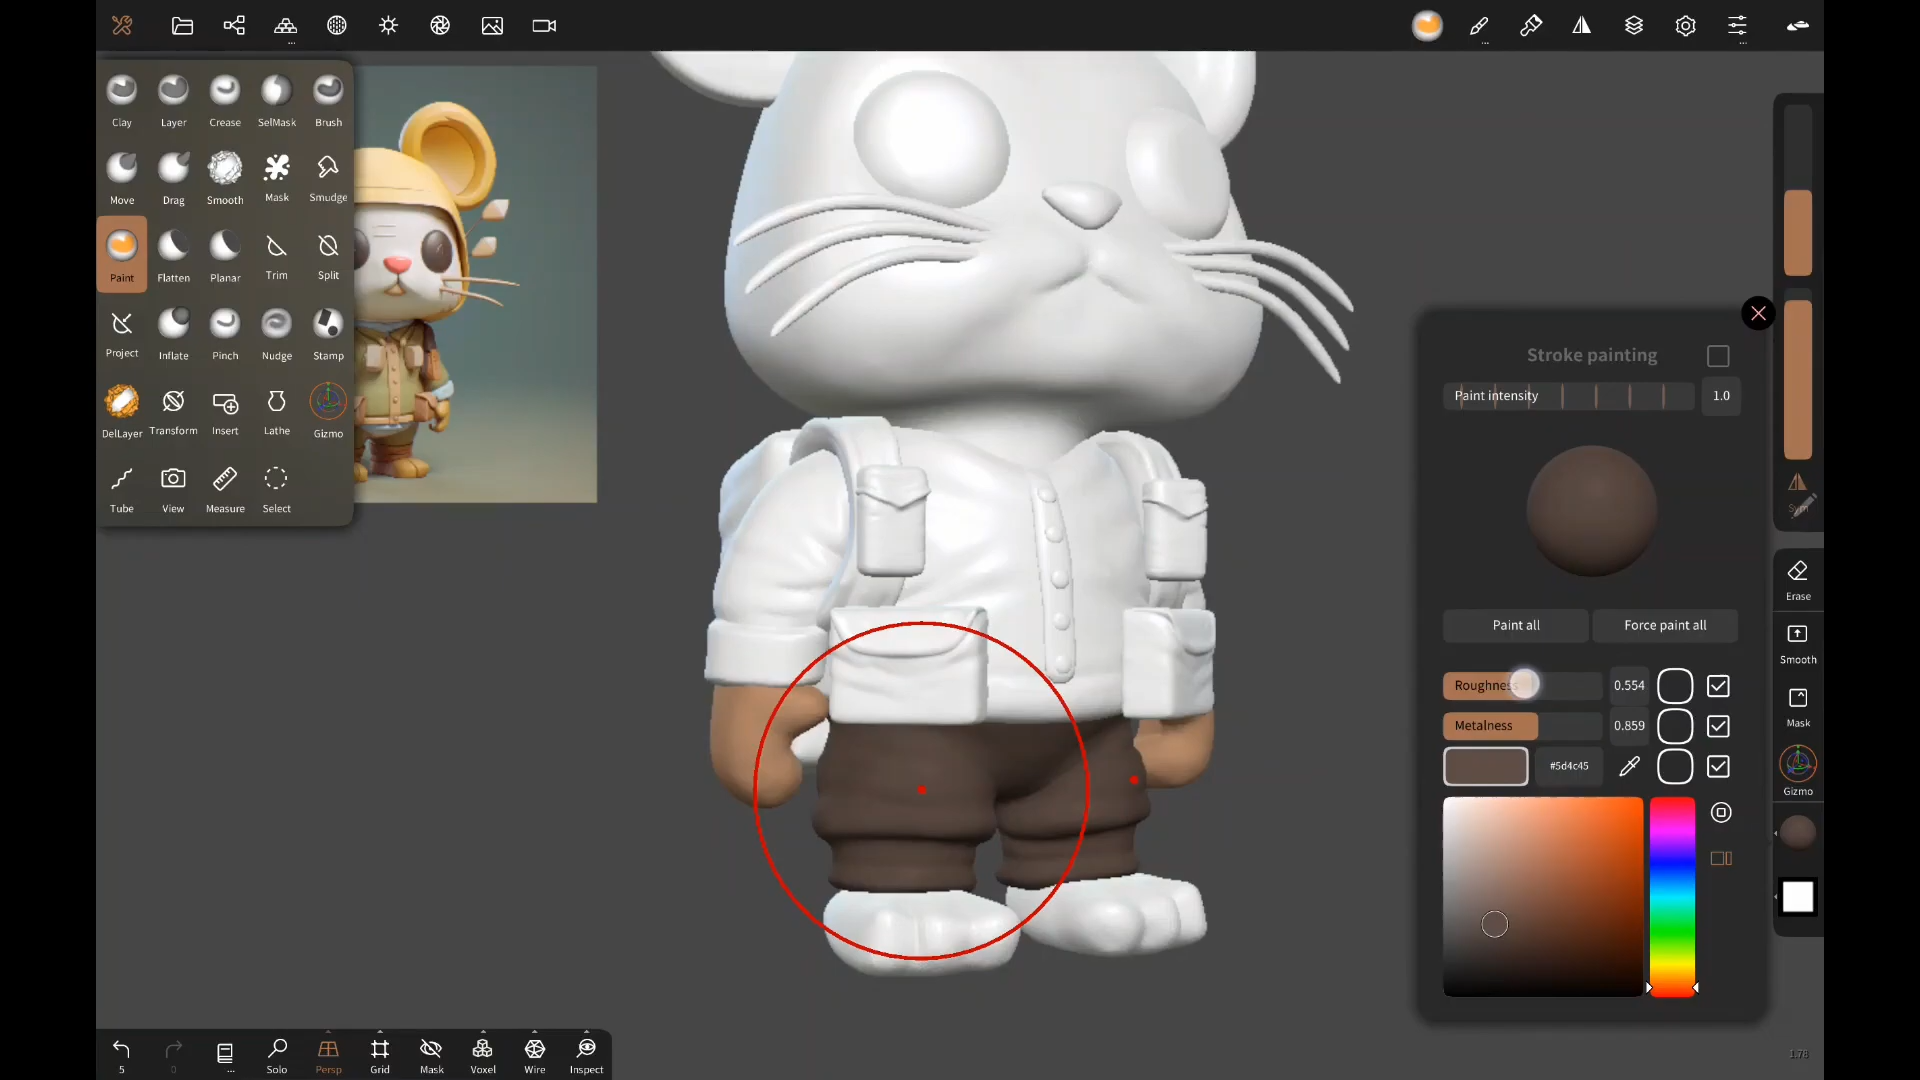 Clay
Layer
Crease
SelMask
Brush
Move
Drag
Smooth
Mask
Smudge
Paint
Flatten
Planar
Trim
Split
Project
Inflate
Pinch
Nudge
Stamp
DelLayer
Transform
Insert
Lathe
Gizmo
Tube
View
Measure
Select
Stroke painting
Paint intensity
1.0
Paint all
Force paint all
Roughness
0.554
Metalness
0.859
#5d4c45
Sym
Erase
Smooth
Mask
Gizmo
5
0
...
Solo
Persp
Grid
Mask
Voxel
Wire
Inspect
1.78